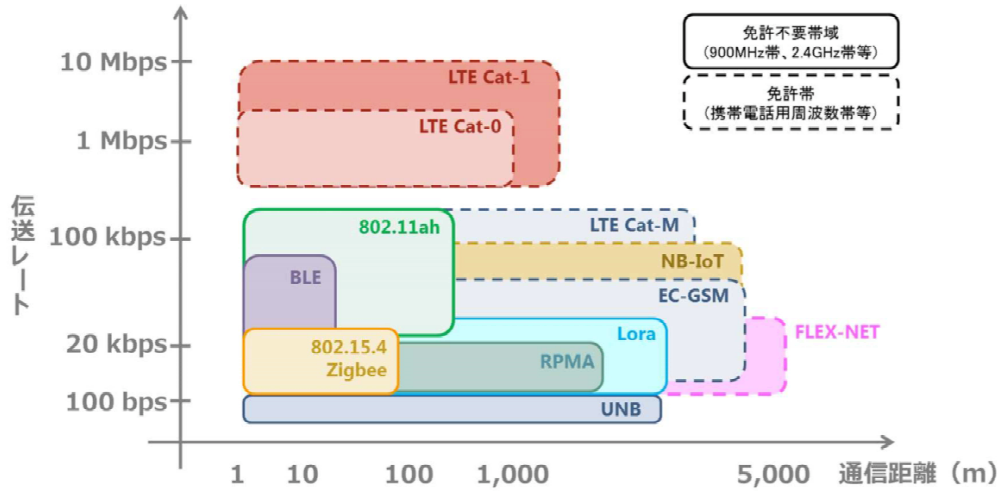 免許不要帯域
(900MHz帯、2.4GHz帯等)
免許帯
(携帯電話用周波数帯等)
伝送レート
10 Mbps
1 Mbps
100 kbps
20 kbps
100 bps
LTE Cat-1
LTE Cat-0
802.11ah
LTE Cat-M
BLE
NB-IoT
EC-GSM
Lora
FLEX-NET
802.15.4
Zigbee
RPMA
UNB
1
10
100
1,000
5,000
通信距離（m）